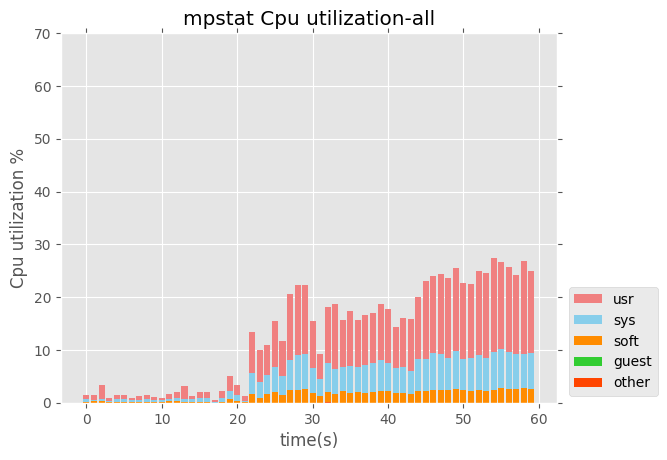 mpstat Cpu utilization-all
Cpu utilization %
70
60
50
40
30
20
10
0
0 10 20 30 40 50 60
time(s)
usr
sys
soft
guest
other